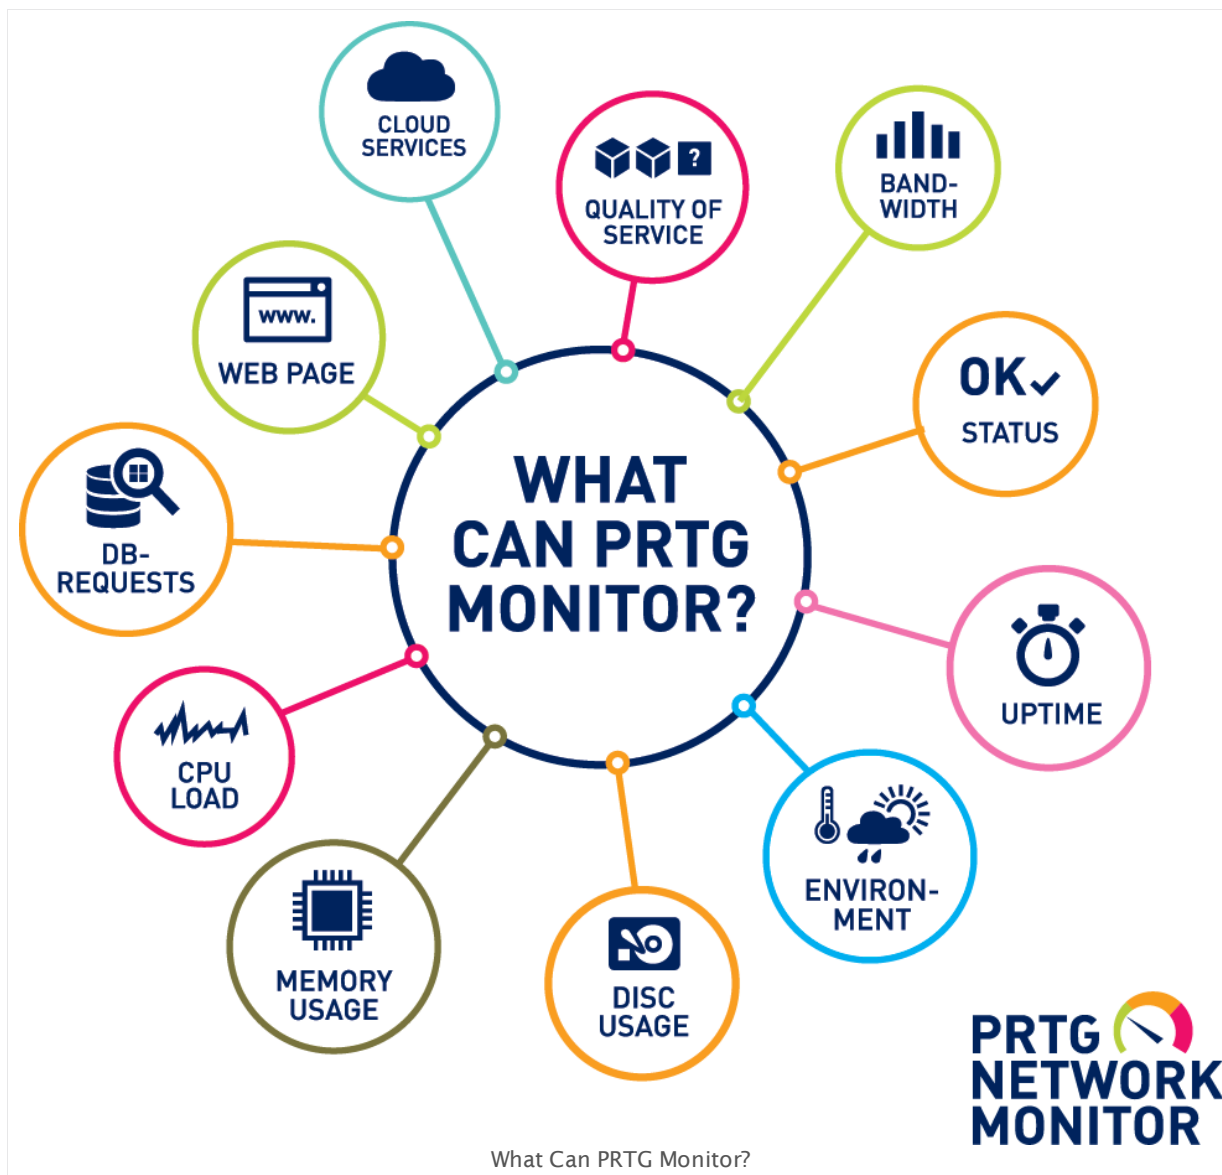 CLOUD
SERVICES
?
QUALITY OF
SERVICE
BAND-
WIDTH
www.
WEB PAGE
OK
STATUS
WHAT
CAN PRTG
MONITOR?
DB-
REQUESTS
UPTIME
CPU
LOAD
ENVIRON-
MENT
MEMORY
USAGE
DISC
USAGE
PRTG
NETWORK
MONITOR
What Can PRTG Monitor?